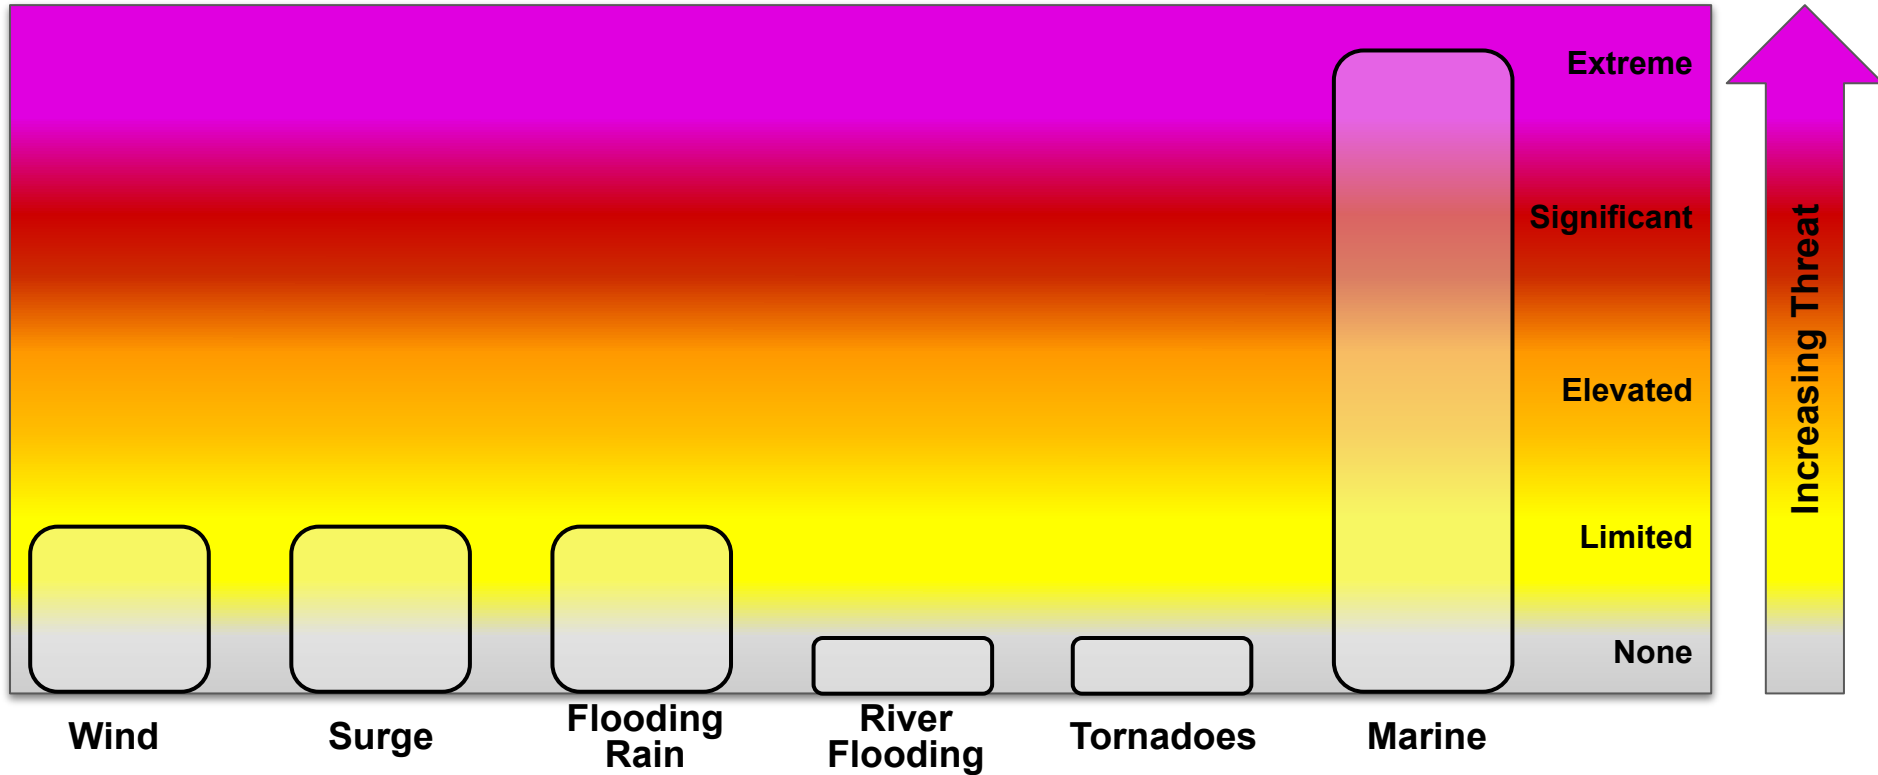 Extreme
Significant
Elevated
Limited
None
Increasing Threat
Wind
Surge
Flooding
Rain
River
Flooding
Tornadoes
Marine